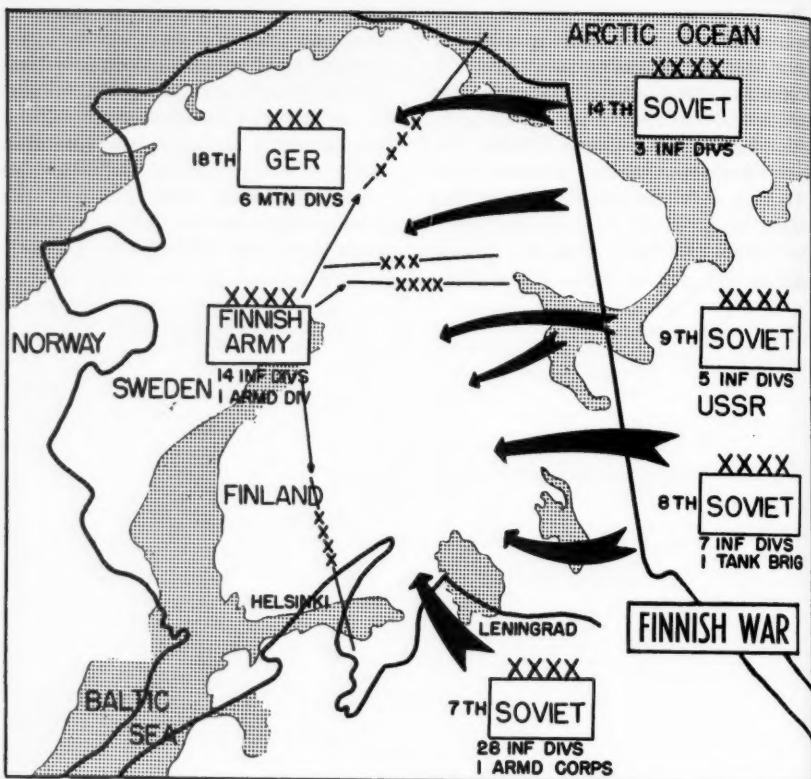 ARCTIC OCEAN
XXXX
14TH SOVIET
3 INF DIVS
XXX
18TH GER
6 MTN DIVS
XXXX
XXX
XXXX
XXXX
FINNISH
ARMY
14 INF DIVS
1 ARMD DIV
NORWAY
SWEDEN
XXXX
9TH SOVIET
5 INF DIVS
USSR
XXXX
8TH SOVIET
7 INF DIVS
1 TANK BRIG
FINLAND
XXXX
HELSINKI
LENINGRAD
FINNISH WAR
XXXX
7TH SOVIET
28 INF DIVS
1 ARMD CORPS
BALTIC
SEA